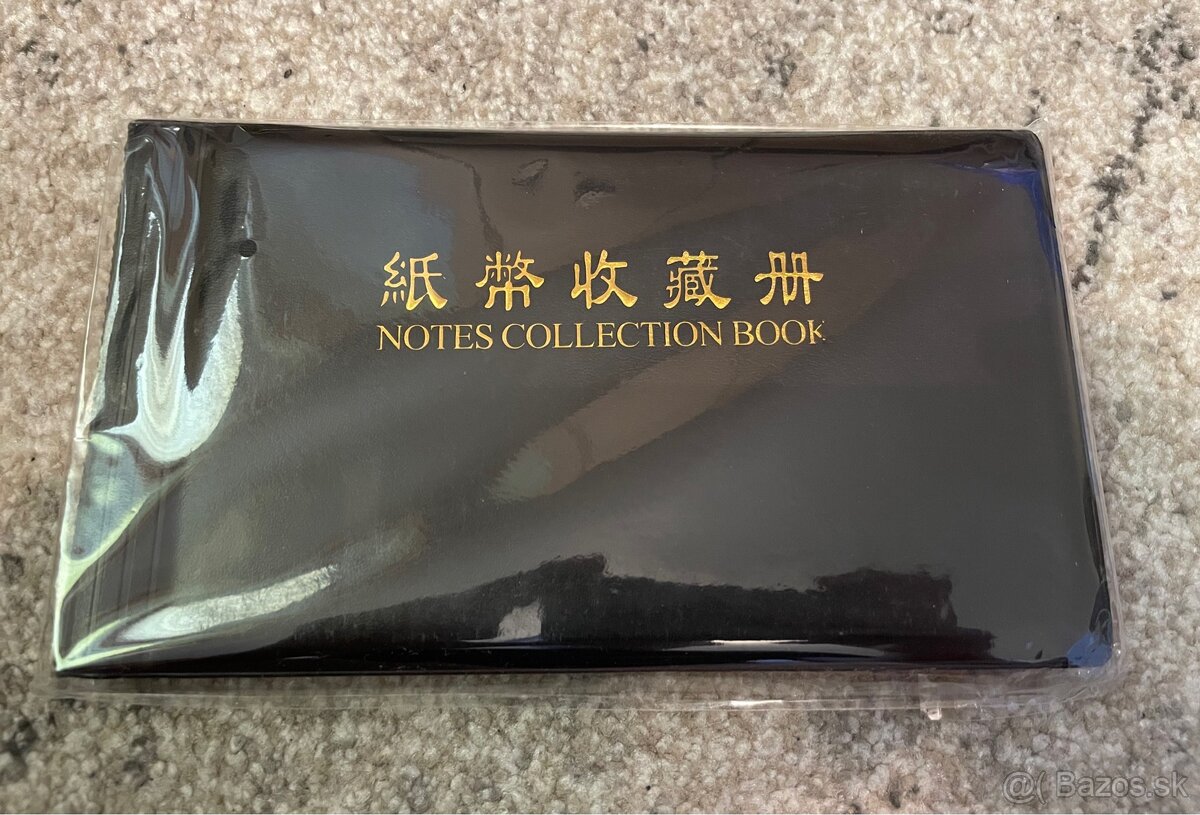 紙幣收藏册
NOTES COLLECTION BOOK
@( Bazos.sk